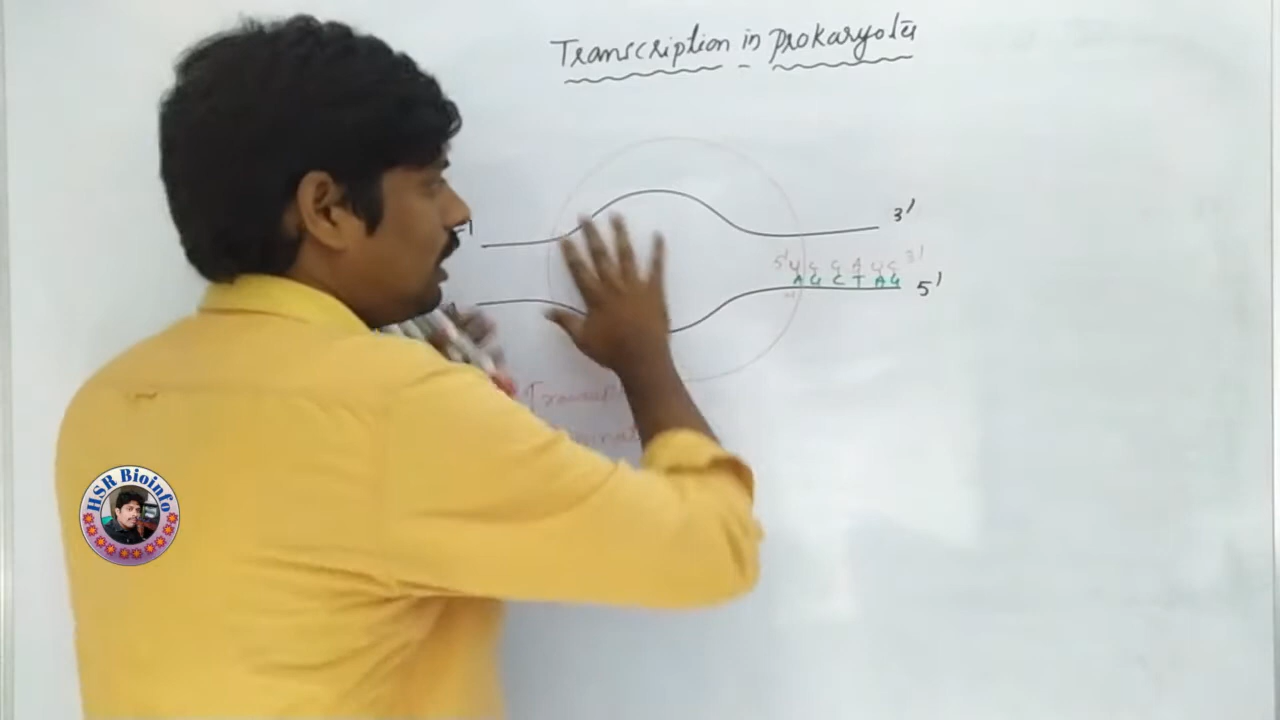 Transcription in prokaryotes
3'
5' U C G A U C 3'
A G C T A G 5'
HSR Bioinfo